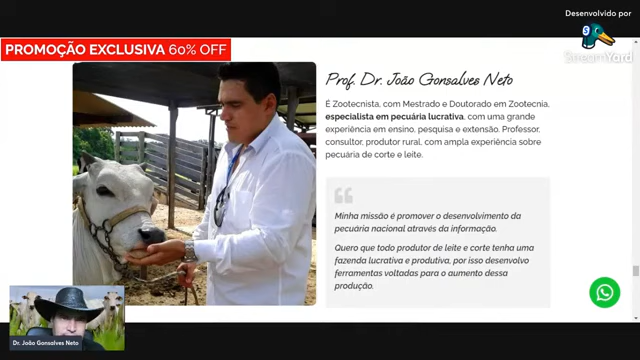 Desenvolvido por
StreamYard
PROMOÇÃO EXCLUSIVA 60% OFF
Prof. Dr. João Gonsalves Neto
É Zootecnista, com Mestrado e Doutorado em Zootecnia,
especialista em pecuária lucrativa, com uma grande
experiência em ensino, pesquisa e extensão. Professor,
consultor, produtor rural, com ampla experiência sobre
pecuária de corte e leite.
Minha missão é promover o desenvolvimento da
pecuária nacional através da informação.
Quero que todo produtor de leite e corte tenha uma
fazenda lucrativa e produtiva, por isso desenvolvo
ferramentas voltadas para o aumento dessa
produção.
Dr. João Gonsalves Neto